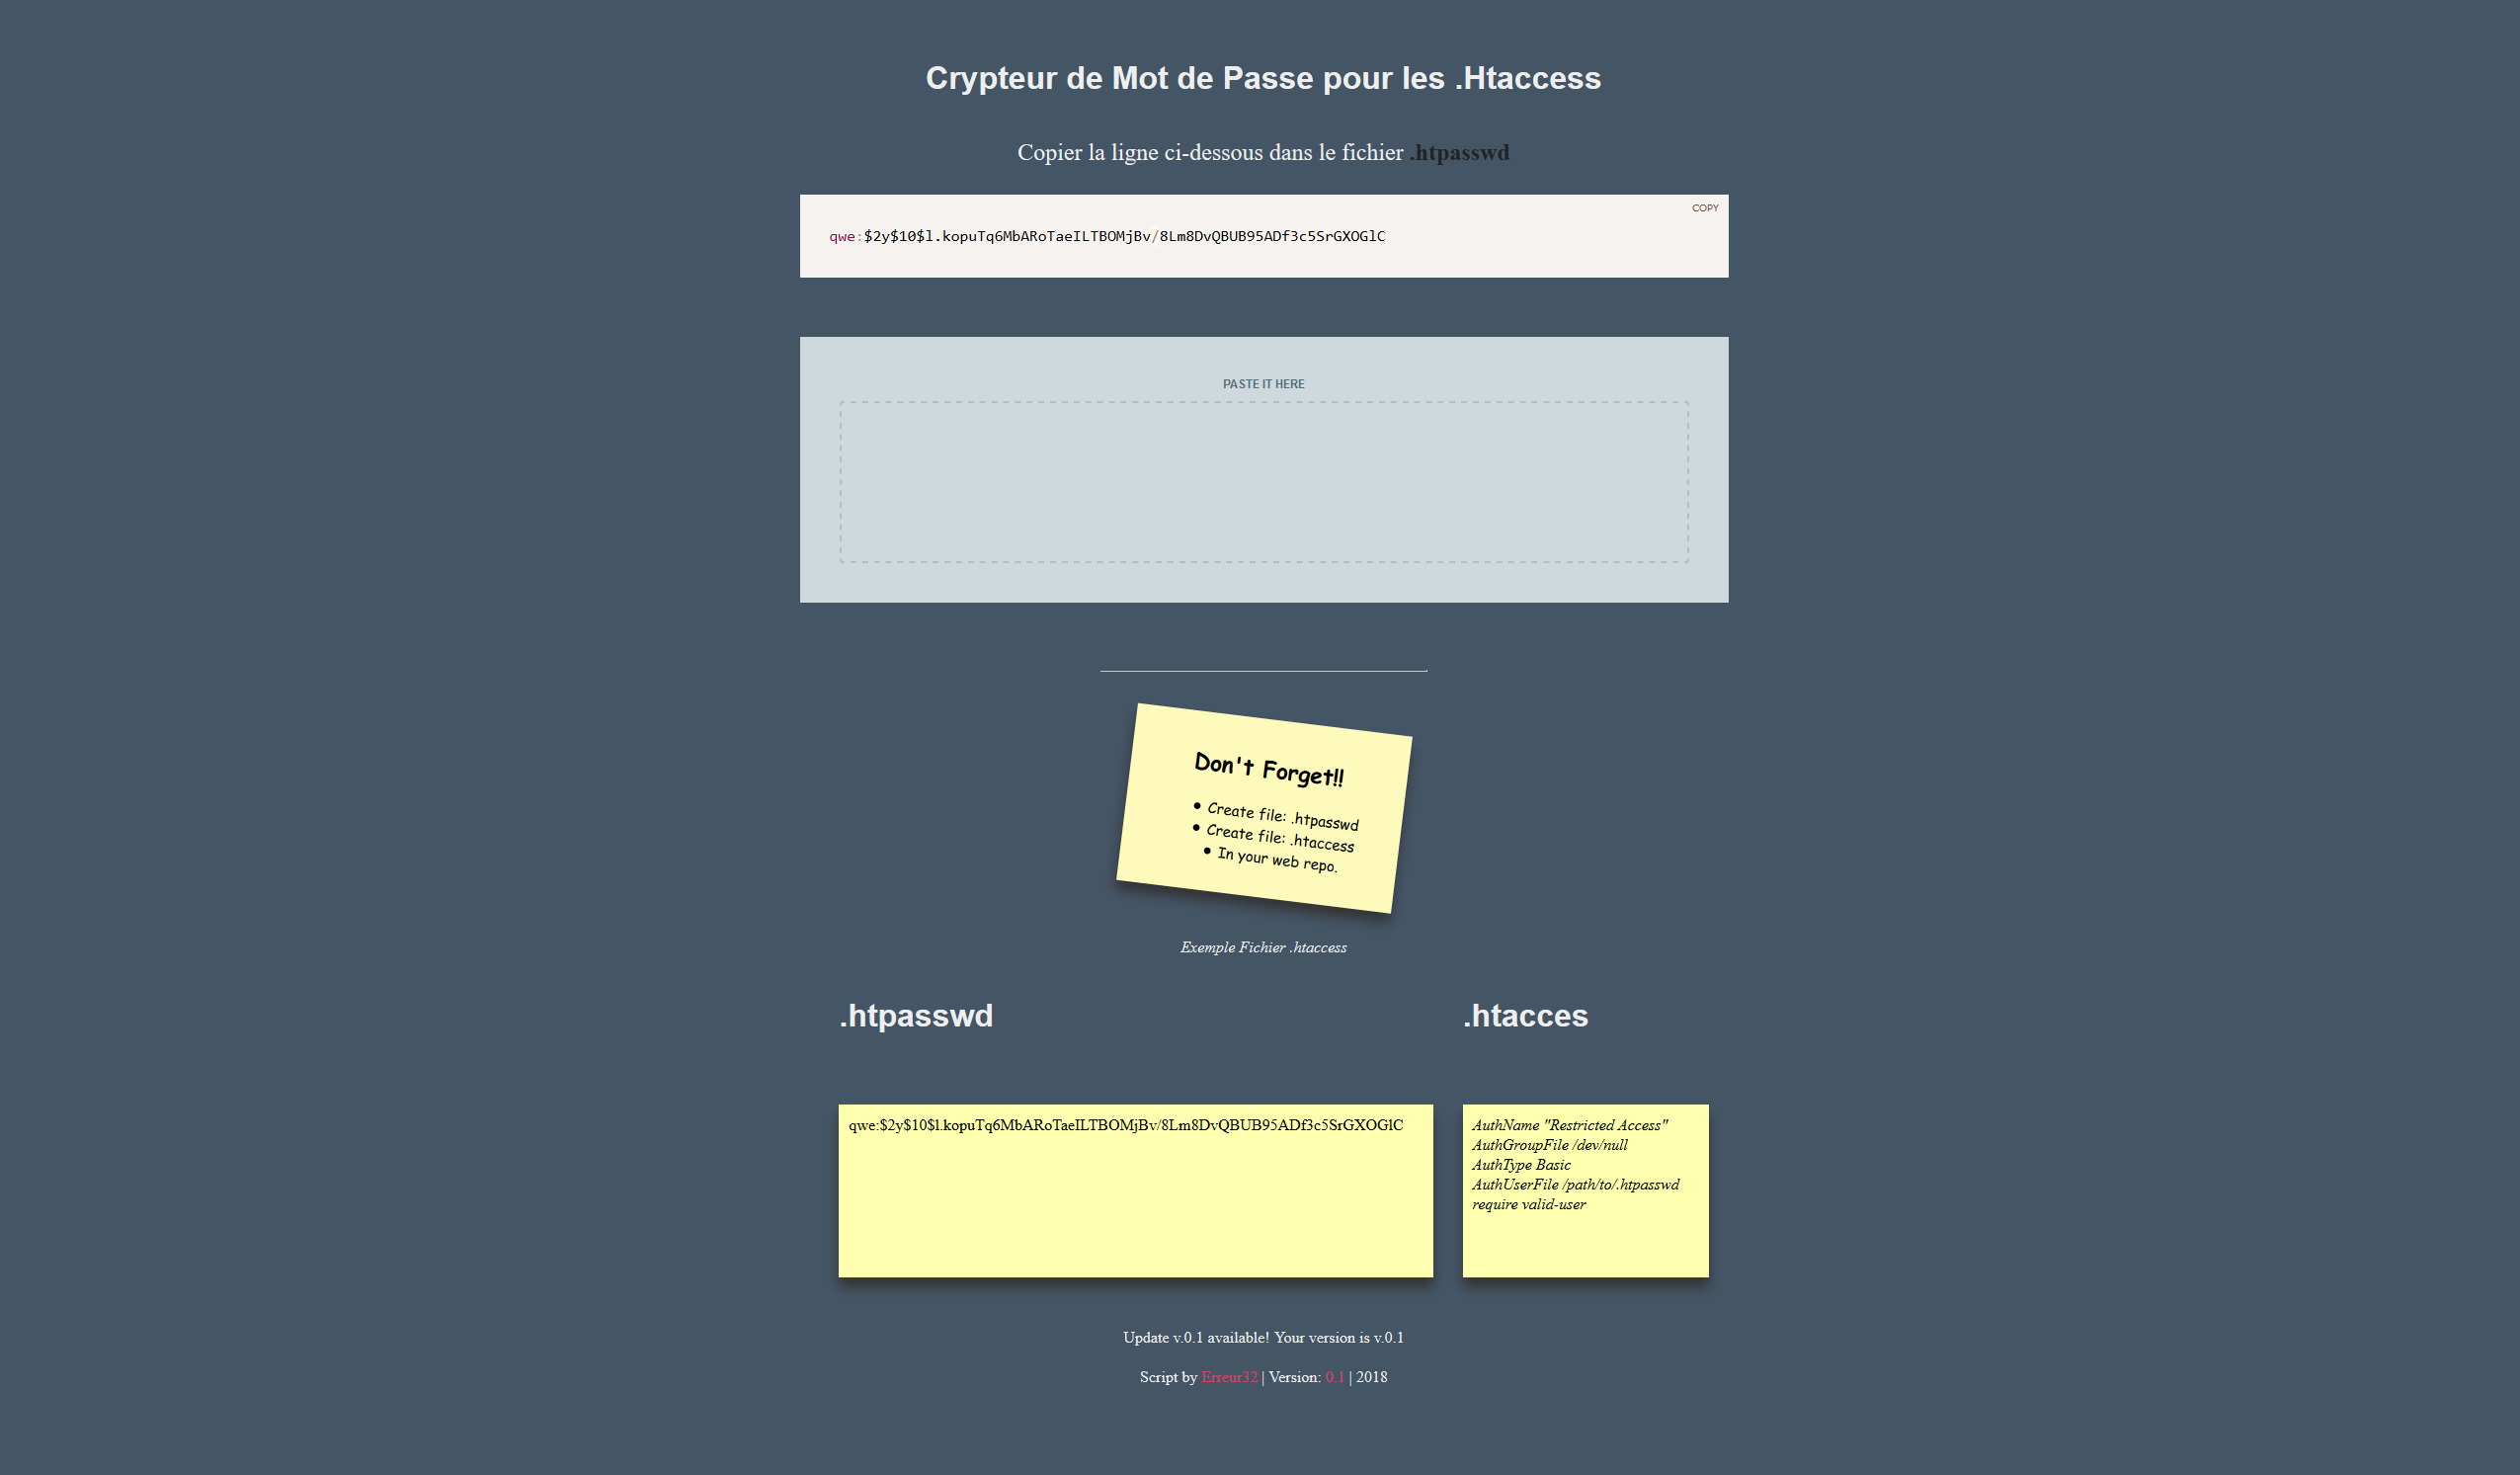 Crypteur de Mot de Passe pour les .Htaccess
Copier la ligne ci-dessous dans le fichier .htpasswd
COPY
qwe:$2y$10$l.kopuTq6MbARoTaeILTBOMjBv/8Lm8DvQBUB95ADf3c5SrGXOGlC
PASTE IT HERE
Don't Forget!!
• Create file: .htpasswd
• Create file: .htaccess
• In your web repo.
Exemple Fichier .htaccess
.htpasswd
qwe:$2y$10$l.kopuTq6MbARoTaeILTBOMjBv/8Lm8DvQBUB95ADf3c5SrGXOGlC
.htacces
AuthName "Restricted Access"
AuthGroupFile /dev/null
AuthType Basic
AuthUserFile /path/to/.htpasswd
require valid-user
Update v.0.1 available! Your version is v.0.1
Script by Erreur32 | Version: 0.1 | 2018